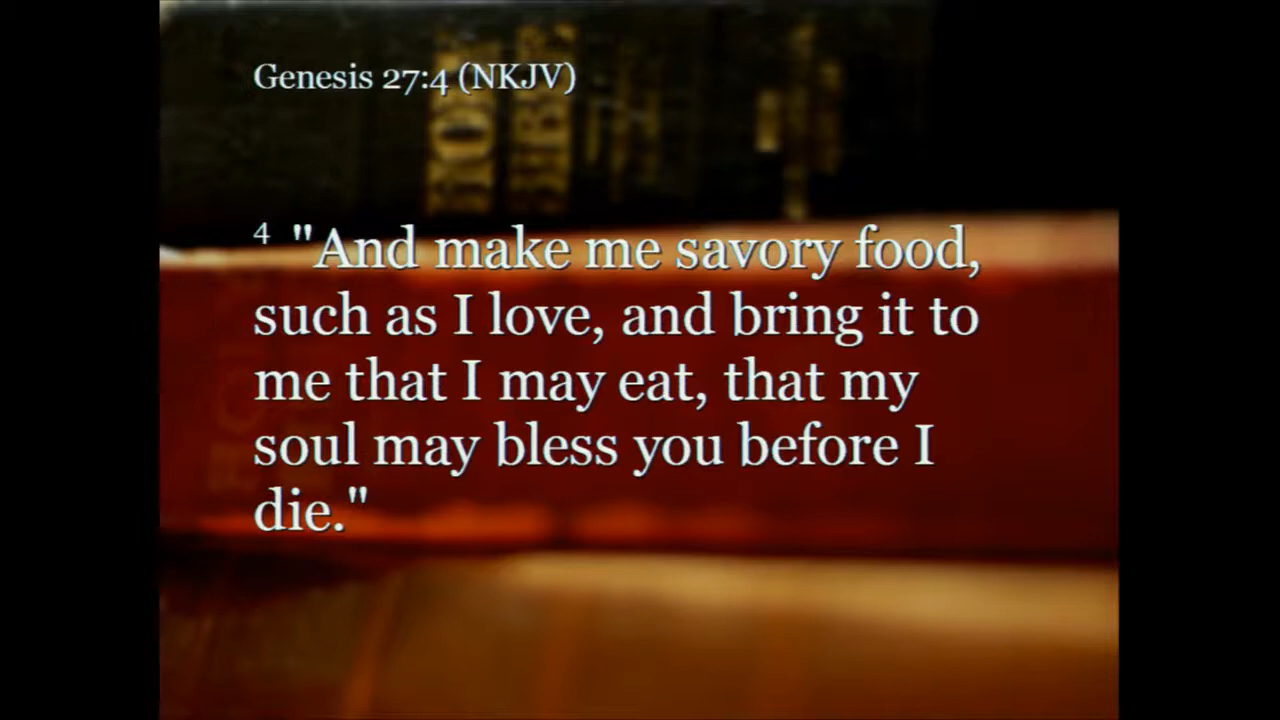 Genesis 27:4 (NKJV)
4 "And make me savory food,
such as I love, and bring it to
me that I may eat, that my
soul may bless you before I
die."